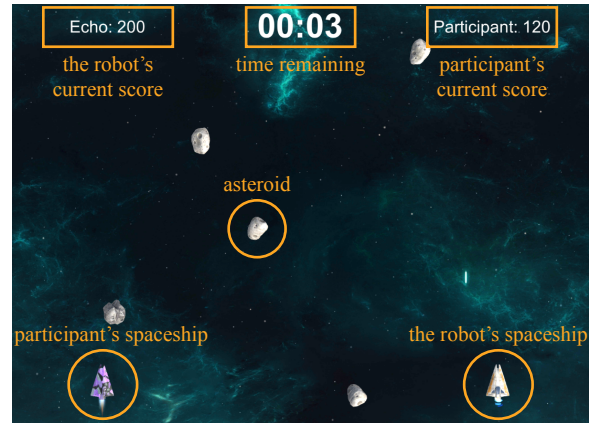 Echo: 200
00:03
Participant: 120
the robot’s
current score
time remaining
participant’s
current score
asteroid
participant’s spaceship
the robot’s spaceship